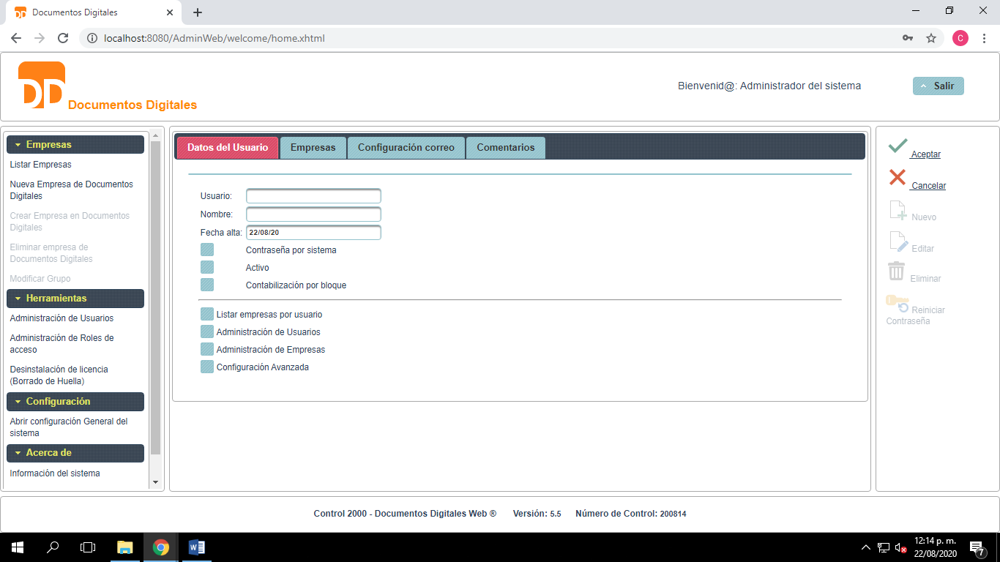 Documentos Digitales
localhost:8080/AdminWeb/welcome/home.xhtml
C
DD
Documentos Digitales
Bienvenid@: Administrador del sistema
Salir
Empresas
Listar Empresas
Nueva Empresa de Documentos
Digitales
Crear Empresa en Documentos
Digitales
Eliminar empresa de
Documentos Digitales
Modificar Grupo
Herramientas
Administración de Usuarios
Administración de Roles de
acceso
Desinstalación de licencia
(Borrado de Huella)
Configuración
Abrir configuración General del
sistema
Acerca de
Información del sistema
Datos del Usuario
Empresas
Configuración correo
Comentarios
Usuario:
Nombre:
Fecha alta: 22/08/20
Contraseña por sistema
Activo
Contabilización por bloque
Listar empresas por usuario
Administración de Usuarios
Administración de Empresas
Configuración Avanzada
Aceptar
Cancelar
Nuevo
Editar
Eliminar
Reiniciar
Contraseña
Control 2000 - Documentos Digitales Web ® Versión: 5.5 Número de Control: 200814
12:14 p. m.
22/08/2020
7